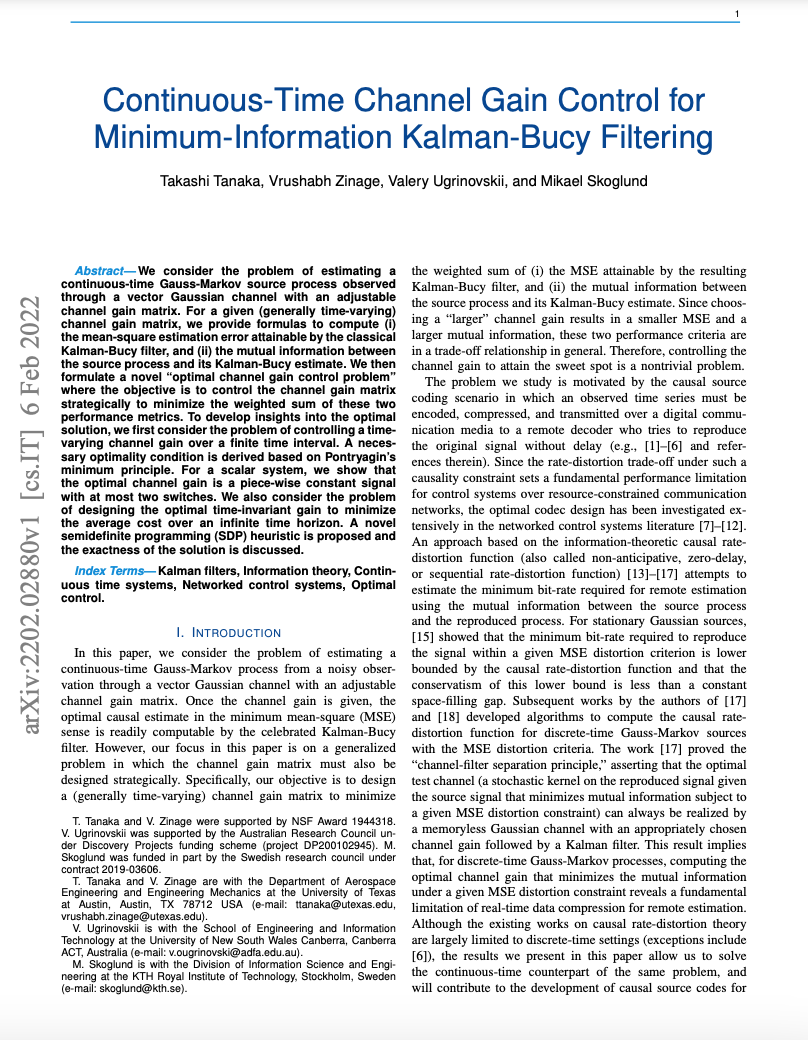 1
Continuous-Time Channel Gain Control for
Minimum-Information Kalman-Bucy Filtering
Takashi Tanaka, Vrushabh Zinage, Valery Ugrinovskii, and Mikael Skoglund
Abstract—We consider the problem of estimating a
continuous-time Gauss-Markov source process observed
through a vector Gaussian channel with an adjustable
channel gain matrix. For a given (generally time-varying)
channel gain matrix, we provide formulas to compute (i)
the mean-square estimation error attainable by the classical
Kalman-Bucy filter, and (ii) the mutual information between
the source process and its Kalman-Bucy estimate. We then
formulate a novel “optimal channel gain control problem”
where the objective is to control the channel gain matrix
strategically to minimize the weighted sum of these two
performance metrics. To develop insights into the optimal
solution, we first consider the problem of controlling a time-
varying channel gain over a finite time interval. A neces-
sary optimality condition is derived based on Pontryagin’s
minimum principle. For a scalar system, we show that
the optimal channel gain is a piece-wise constant signal
with at most two switches. We also consider the problem
of designing the optimal time-invariant gain to minimize
the average cost over an infinite time horizon. A novel
semidefinite programming (SDP) heuristic is proposed and
the exactness of the solution is discussed.
Index Terms—Kalman filters, Information theory, Contin-
uous time systems, Networked control systems, Optimal
control.
I. INTRODUCTION
In this paper, we consider the problem of estimating a
continuous-time Gauss-Markov process from a noisy obser-
vation through a vector Gaussian channel with an adjustable
channel gain matrix. Once the channel gain is given, the
optimal causal estimate in the minimum mean-square (MSE)
sense is readily computable by the celebrated Kalman-Bucy
filter. However, our focus in this paper is on a generalized
problem in which the channel gain matrix must also be
designed strategically. Specifically, our objective is to design
a (generally time-varying) channel gain matrix to minimize
T. Tanaka and V. Zinage were supported by NSF Award 1944318.
V. Ugrinovskii was supported by the Australian Research Council un-
der Discovery Projects funding scheme (project DP200102945). M.
Skoglund was funded in part by the Swedish research council under
contract 2019-03606.
T. Tanaka and V. Zinage are with the Department of Aerospace
Engineering and Engineering Mechanics at the University of Texas
at Austin, Austin, TX 78712 USA (e-mail: ttanaka@utexas.edu,
vrushabh.zinage@utexas.edu).
V. Ugrinovskii is with the School of Engineering and Information
Technology at the University of New South Wales Canberra, Canberra
ACT, Australia (e-mail: v.ougrinovski@adfa.edu.au).
M. Skoglund is with the Division of Information Science and Engi-
neering at the KTH Royal Institute of Technology, Stockholm, Sweden
(e-mail: skoglund@kth.se).
the weighted sum of (i) the MSE attainable by the resulting
Kalman-Bucy filter, and (ii) the mutual information between
the source process and its Kalman-Bucy estimate. Since choos-
ing a “larger” channel gain results in a smaller MSE and a
larger mutual information, these two performance criteria are
in a trade-off relationship in general. Therefore, controlling the
channel gain to attain the sweet spot is a nontrivial problem.
The problem we study is motivated by the causal source
coding scenario in which an observed time series must be
encoded, compressed, and transmitted over a digital commu-
nication media to a remote decoder who tries to reproduce
the original signal without delay (e.g., [1]–[6] and refer-
ences therein). Since the rate-distortion trade-off under such a
causality constraint sets a fundamental performance limitation
for control systems over resource-constrained communication
networks, the optimal codec design has been investigated ex-
tensively in the networked control systems literature [7]–[12].
An approach based on the information-theoretic causal rate-
distortion function (also called non-anticipative, zero-delay,
or sequential rate-distortion function) [13]–[17] attempts to
estimate the minimum bit-rate required for remote estimation
using the mutual information between the source process
and the reproduced process. For stationary Gaussian sources,
[15] showed that the minimum bit-rate required to reproduce
the signal within a given MSE distortion criterion is lower
bounded by the causal rate-distortion function and that the
conservatism of this lower bound is less than a constant
space-filling gap. Subsequent works by the authors of [17]
and [18] developed algorithms to compute the causal rate-
distortion function for discrete-time Gauss-Markov sources
with the MSE distortion criteria. The work [17] proved the
“channel-filter separation principle,” asserting that the optimal
test channel (a stochastic kernel on the reproduced signal given
the source signal that minimizes mutual information subject to
a given MSE distortion constraint) can always be realized by
a memoryless Gaussian channel with an appropriately chosen
channel gain followed by a Kalman filter. This result implies
that, for discrete-time Gauss-Markov processes, computing the
optimal channel gain that minimizes the mutual information
under a given MSE distortion constraint reveals a fundamental
limitation of real-time data compression for remote estimation.
Although the existing works on causal rate-distortion theory
are largely limited to discrete-time settings (exceptions include
[6]), the results we present in this paper allow us to solve
the continuous-time counterpart of the same problem, and
will contribute to the development of causal source codes for
arXiv:2202.02880v1 [cs.IT] 6 Feb 2022